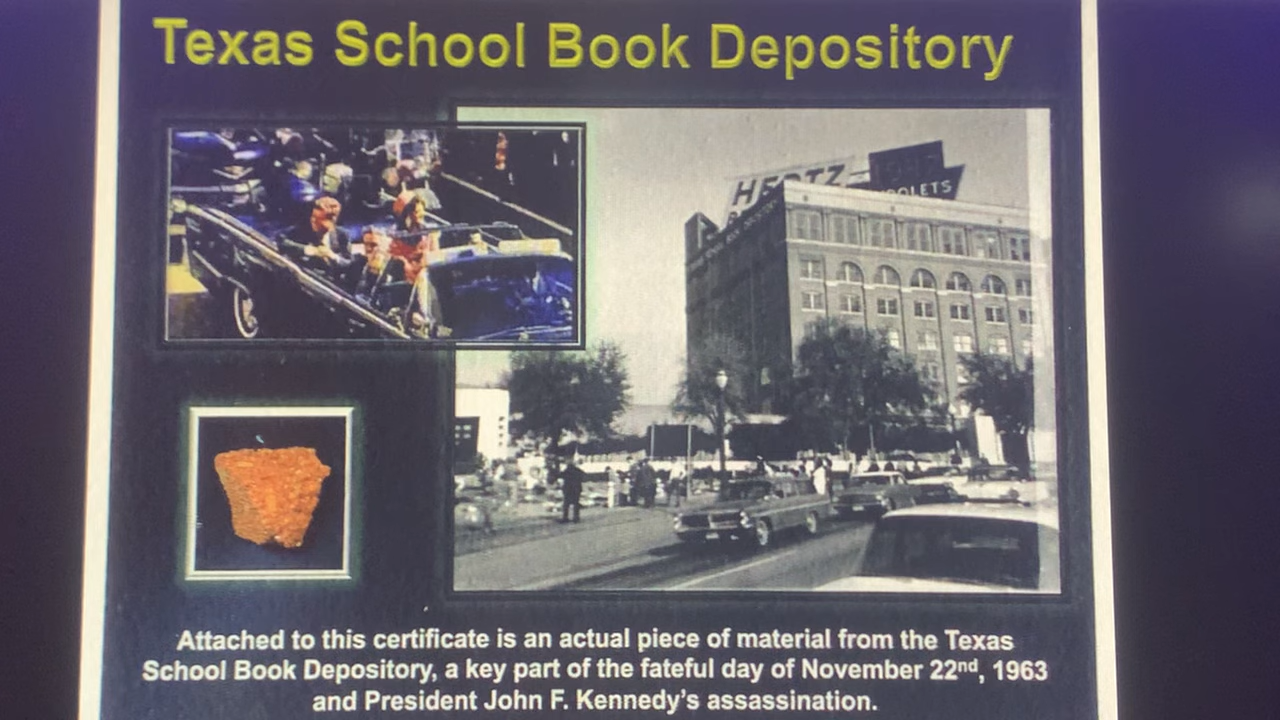 Texas School Book Depository
HERTZ
OLETS
Attached to this certificate is an actual piece of material from the Texas
School Book Depository, a key part of the fateful day of November 22nd, 1963
and President John F. Kennedy's assassination.